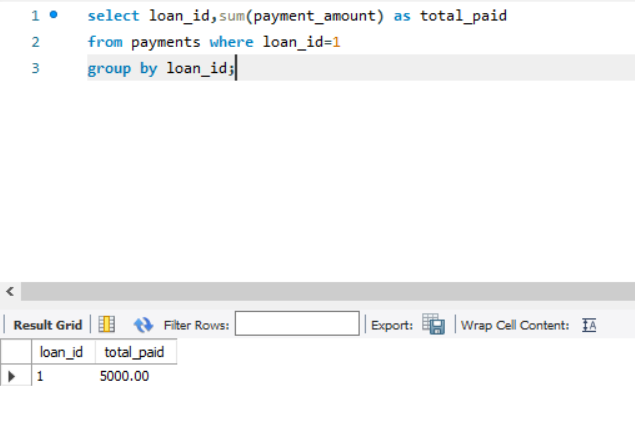 1 select loan_id,sum(payment_amount) as total_paid
2 from payments where loan_id=1
3 group by loan_id;
Result Grid Filter Rows: Export: Wrap Cell Content: IA
loan_id total_paid
1 5000.00